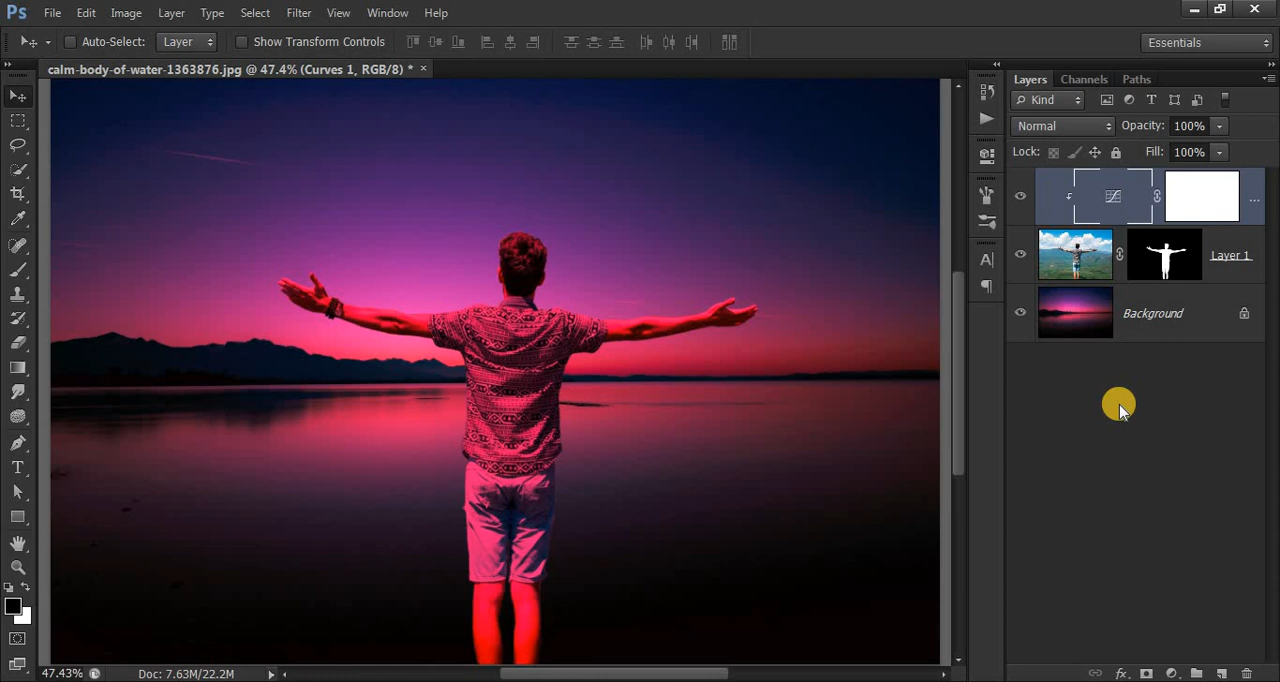 Ps File Edit Image Layer Type Select Filter View Window Help
Auto-Select: Layer Show Transform Controls Essentials
calm-body-of-water-1363876.jpg @ 47.4% (Curves 1, RGB/8) * ×
Layers Channels Paths
Kind T
Normal Opacity: 100%
Lock: Fill: 100%
...
Layer 1
A|
Background
T
47.43% Doc: 7.63M/22.2M
fx